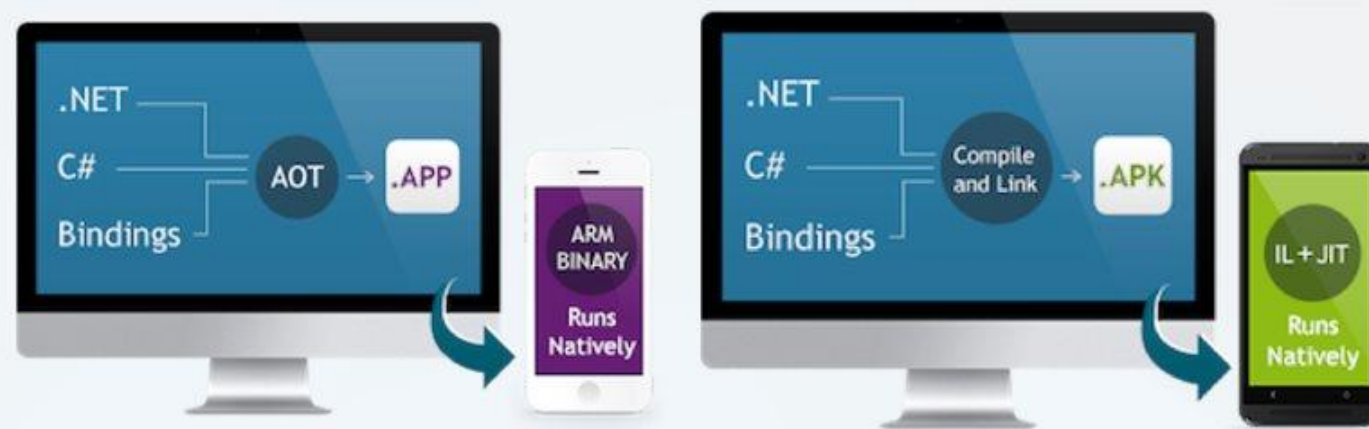 .NET
C#
Bindings
AOT
.APP
ARM
BINARY
Runs
Natively
.NET
C#
Bindings
Compile
and Link
.APK
IL+JIT
Runs
Natively